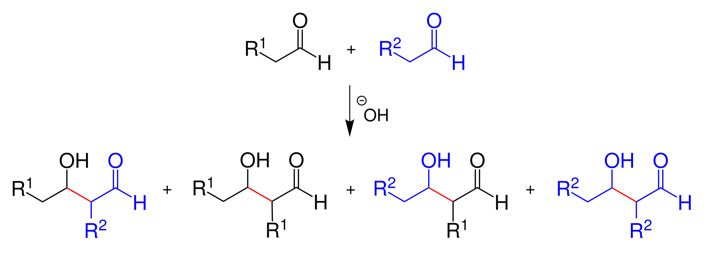 O O
R¹ H + R² H
⊖OH
OH O OH O OH O OH O
R¹ H + R¹ H + R² H + R² H
R² R¹ R¹ R²